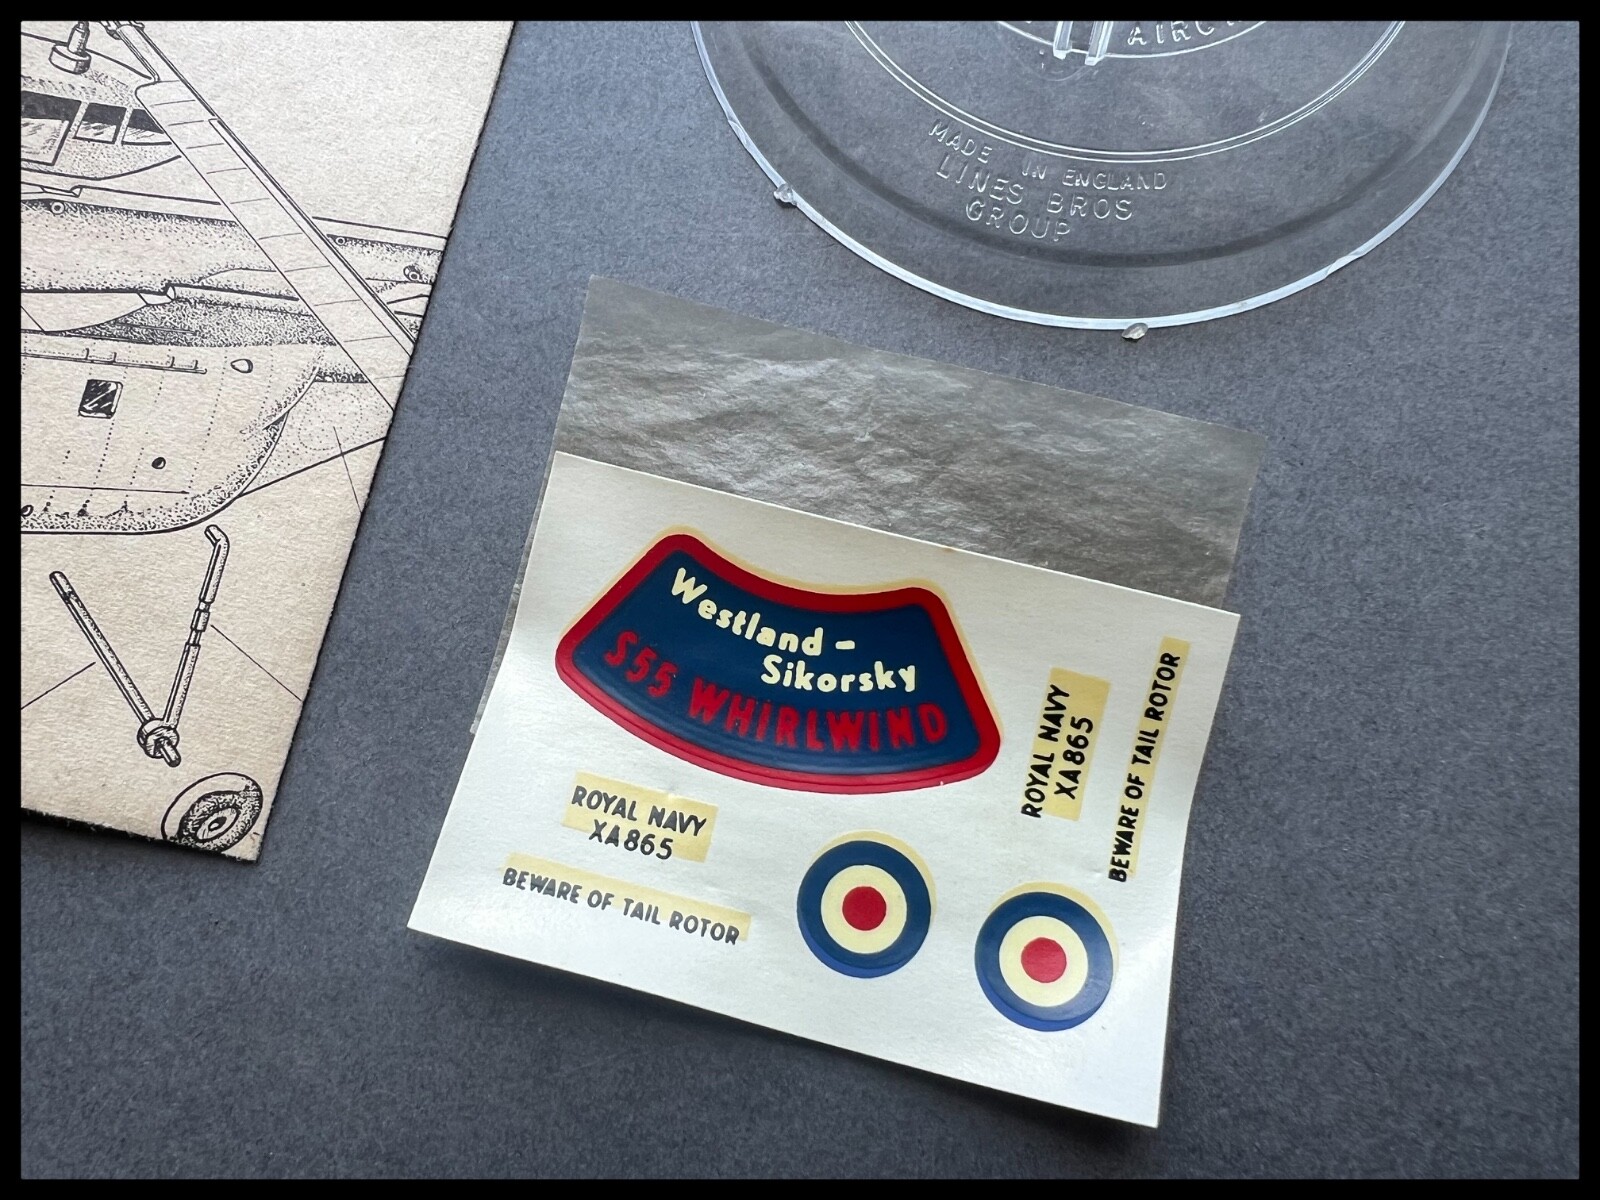 AIRC
MADE IN ENGLAND
LINES BROS
GROUP
Westland -
Sikorsky
S55 WHIRLWIND
ROYAL NAVY
XA865
BEWARE OF TAIL ROTOR
ROYAL NAVY
XA865
BEWARE OF TAIL ROTOR